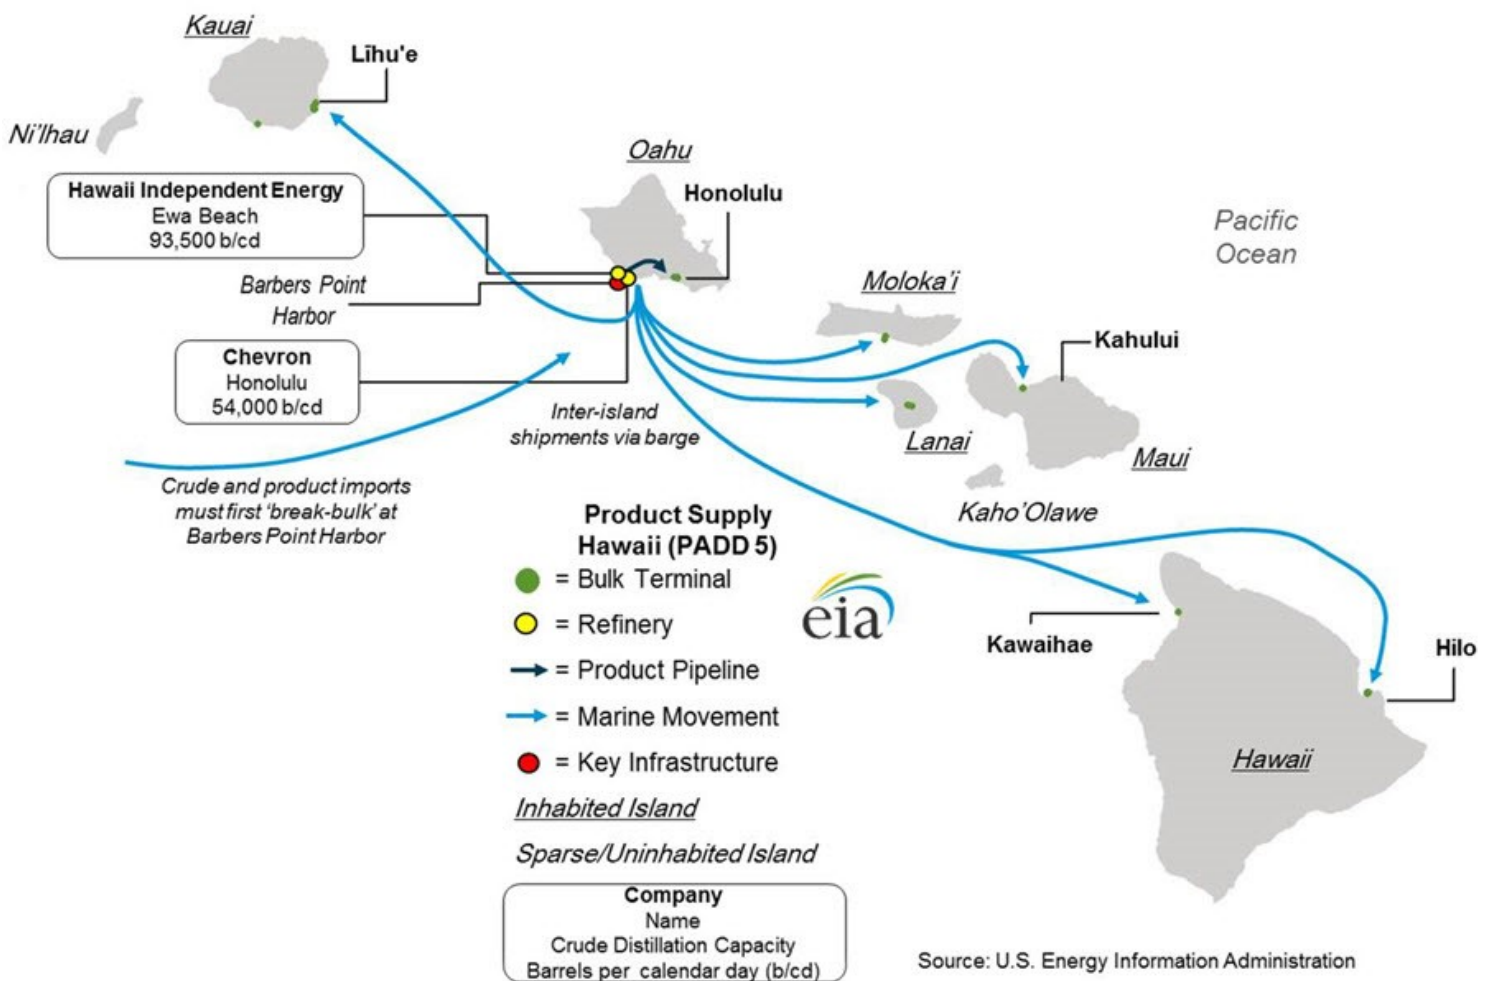 Kauai
Līhu'e
Ni'lhau
Oahu
Honolulu
Hawaii Independent Energy
Ewa Beach
93,500 b/cd
Pacific
Ocean
Barbers Point
Harbor
Moloka'i
Chevron
Honolulu
54,000 b/cd
Kahului
Inter-island
shipments via barge
Lanai
Maui
Crude and product imports
must first ‘break-bulk’ at
Barbers Point Harbor
Kaho’Olawe
Product Supply
Hawaii (PADD 5)
= Bulk Terminal
= Refinery
= Product Pipeline
= Marine Movement
= Key Infrastructure
Inhabited Island
Sparse/Uninhabited Island
eia
Kawaihae
Hilo
Hawaii
Company
Name
Crude Distillation Capacity
Barrels per calendar day (b/cd)
Source: U.S. Energy Information Administration